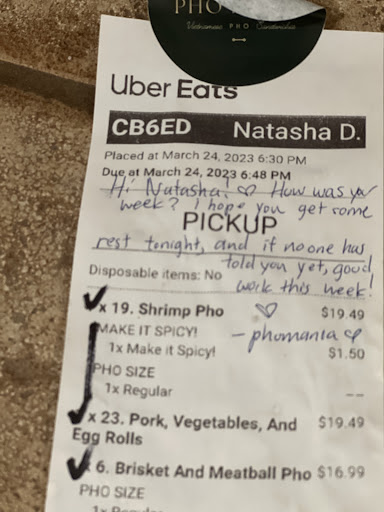 PHO
Vietnamese PHO Sandwiches
Uber Eats
CB6ED Natasha D.
Placed at March 24, 2023 6:30 PM
Due at March 24, 2023 6:48 PM
Hi Natasha! ♡ How was your
week? I hope you get some
PICKUP
rest tonight, and if no one has
told you yet, good
Disposable items: No
work this week!
x 19. Shrimp Pho ♡ $19.49
MAKE IT SPICY! - phomania
1x Make it Spicy! $1.50
PHO SIZE
1x Regular --
x 23. Pork, Vegetables, And $19.49
Egg Rolls
x 6. Brisket And Meatball Pho $16.99
PHO SIZE
1x Regular